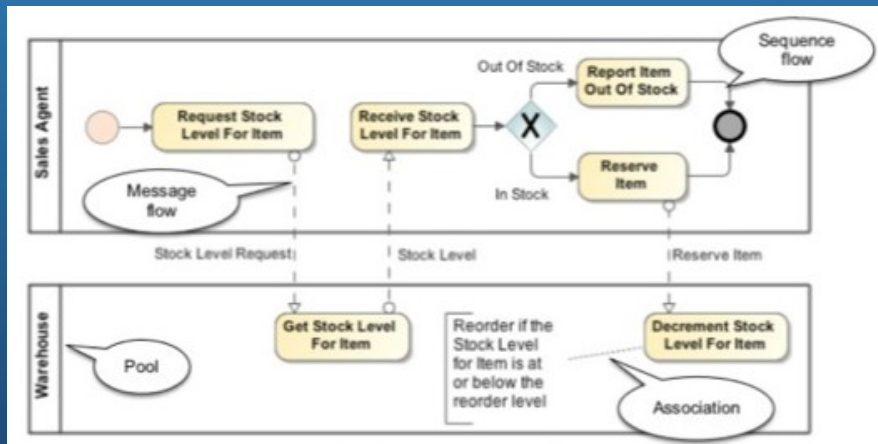 Sales Agent
Request Stock
Level For Item
Receive Stock
Level For Item
Out Of Stock
Report Item
Out Of Stock
Sequence
flow
X
In Stock
Reserve
Item
Message
flow
Stock Level Request
Stock Level
Reserve Item
Warehouse
Pool
Get Stock Level
For Item
Reorder if the
Stock Level
for Item is at
or below the
reorder level
Decrement Stock
Level For Item
Association